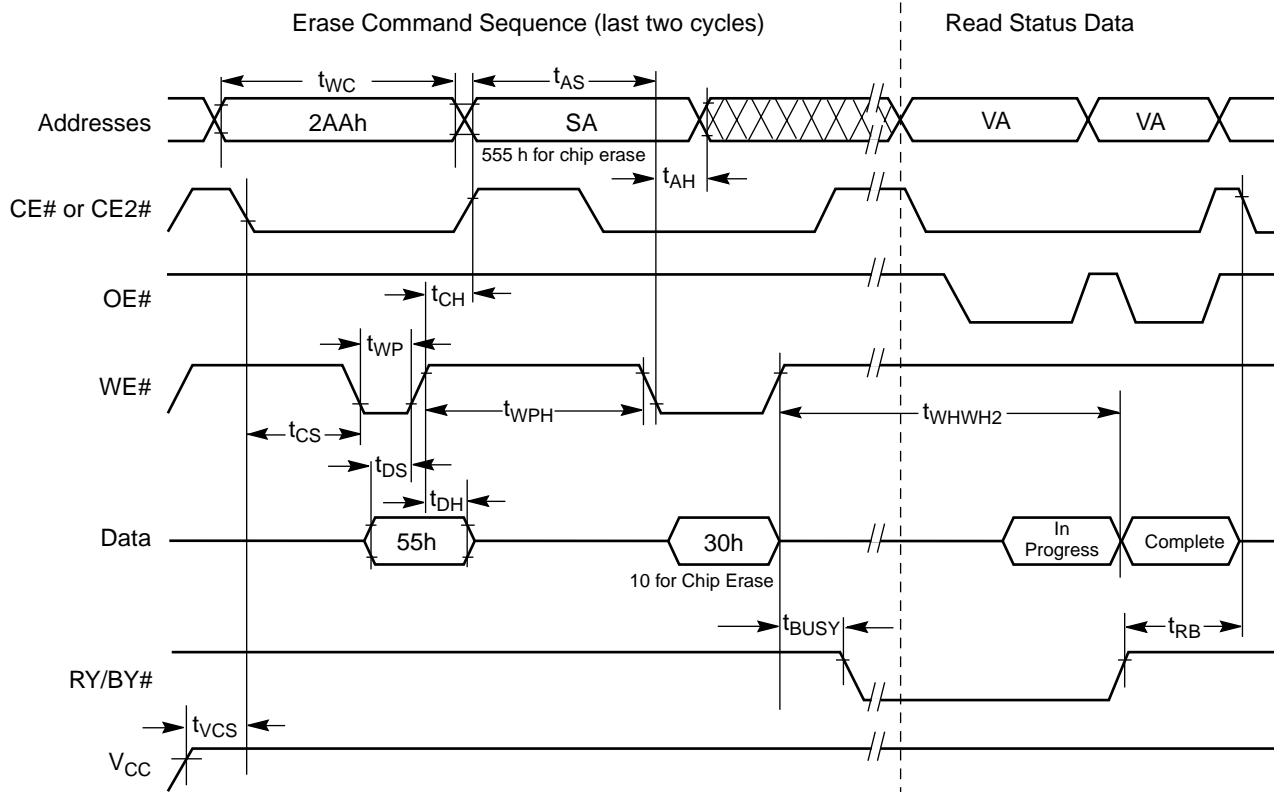 Erase Command Sequence (last two cycles)
Read Status Data
tWC
tAS
Addresses
2AAh
SA
VA
VA
555 h for chip erase
tAH
CE# or CE2#
OE#
tCH
tWP
WE#
tWPH
tWHWH2
tCS
tDS
tDH
Data
55h
30h
In
Progress
Complete
10 for Chip Erase
tBUSY
tRB
RY/BY#
tVCS
VCC